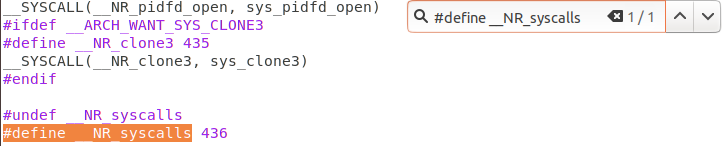 __SYSCALL(__NR_pidfd_open, sys_pidfd_open)
#ifdef __ARCH_WANT_SYS_CLONE3
#define __NR_clone3 435
__SYSCALL(__NR_clone3, sys_clone3)
#endif
#undef __NR_syscalls
#define __NR_syscalls 436
#define __NR_syscalls
1 / 1